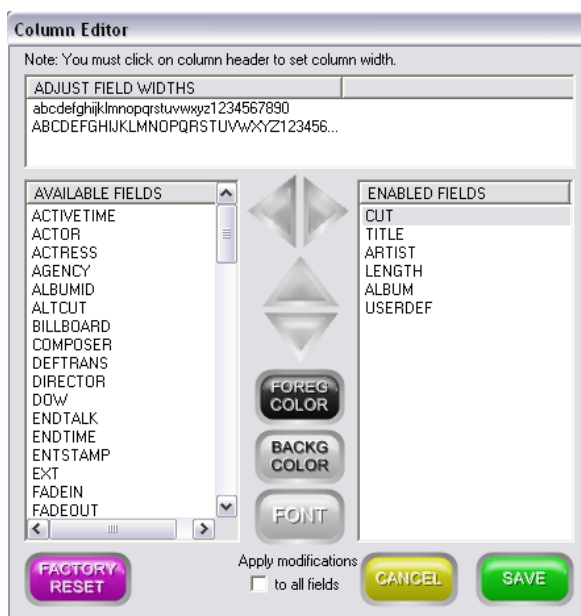 Column Editor
Note: You must click on column header to set column width.
ADJUST FIELD WIDTHS
abcdefghijklmnopqrstuvwxyz1234567890
ABCDEFGHIJKLMNOPQRSTUVWXYZ123456...
AVAILABLE FIELDS
ACTIVETIME
ACTOR
ACTRESS
AGENCY
ALBUMID
ALTCUT
BILLBOARD
COMPOSER
DEFTRANS
DIRECTOR
DOW
ENDTALK
ENDTIME
ENTSTAMP
EXT
FADEIN
FADEOUT
FOREG
COLOR
BACKG
COLOR
FONT
ENABLED FIELDS
CUT
TITLE
ARTIST
LENGTH
ALBUM
USERDEF
FACTORY
RESET
Apply modifications
to all fields
CANCEL
SAVE